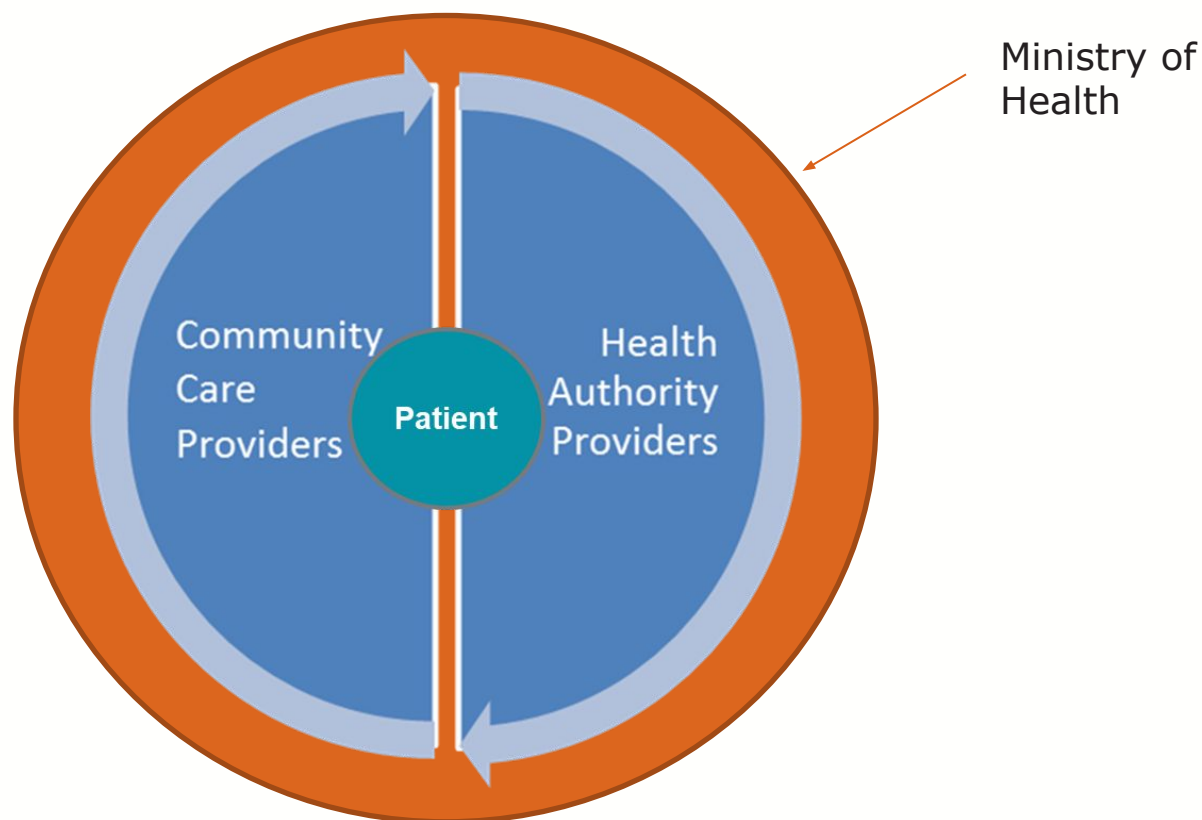 Ministry of
Health
Community
Care
Providers
Patient
Health
Authority
Providers